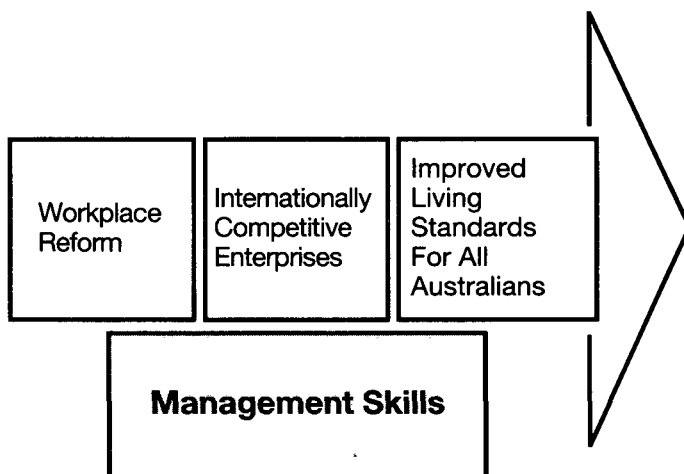 Workplace
Reform
Internationally
Competitive
Enterprises
Improved
Living
Standards
For All
Australians
Management Skills